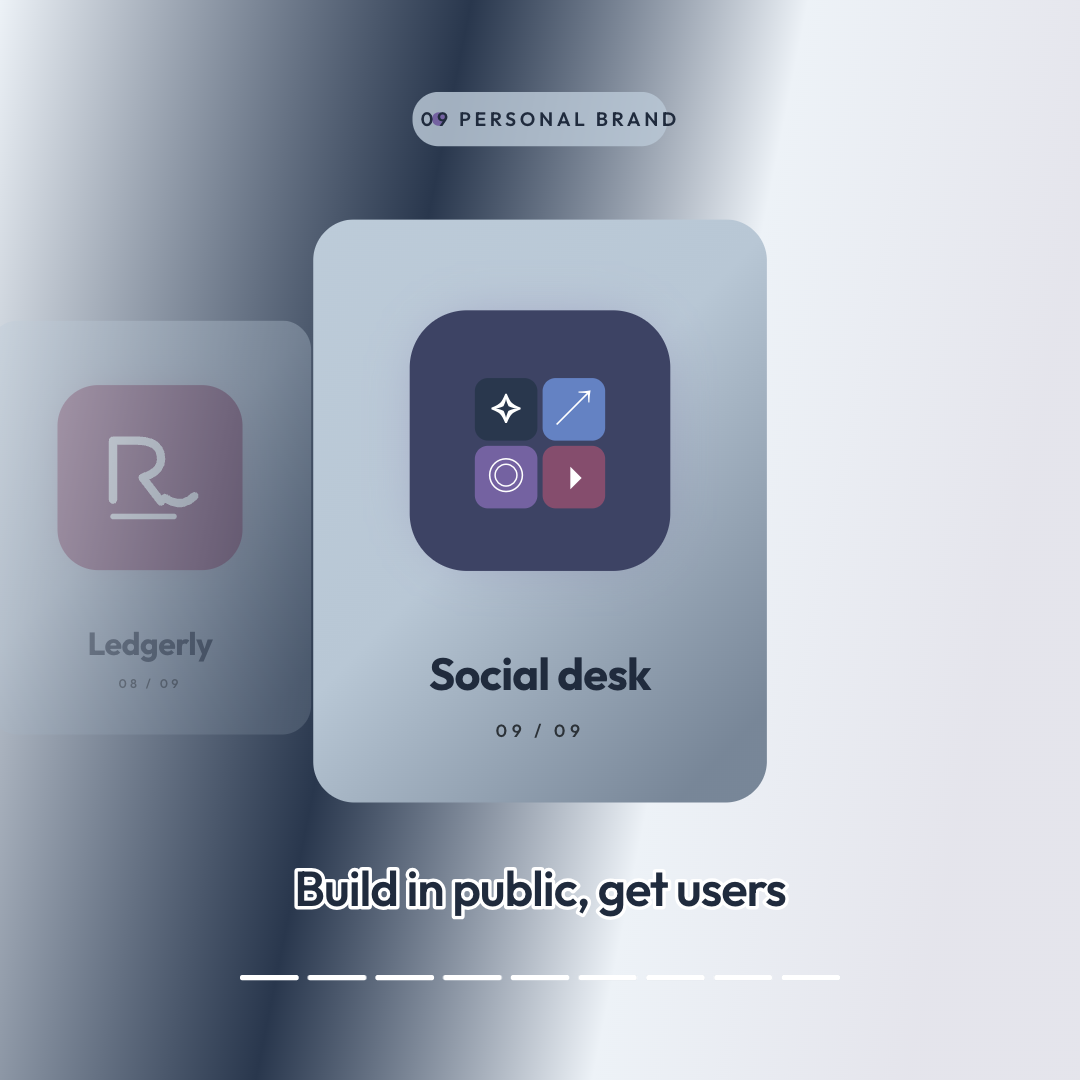 09 PERSONAL BRAND
Ledgerly
08 / 09
Social desk
09 / 09
Build in public, get users